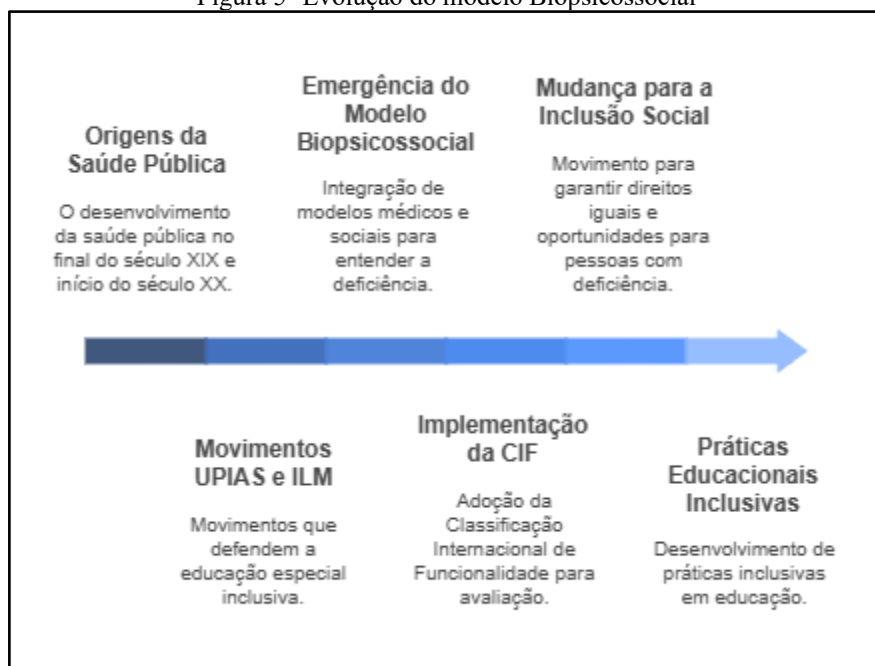 Figura 5- Evolução do modelo Biopsicossocial
Origens da
Saúde Pública
O desenvolvimento
da saúde pública no
final do século XIX e
início do século XX.
Emergência do
Modelo
Biopsicossocial
Integração de
modelos médicos e
sociais para
entender a
deficiência.
Mudança para a
Inclusão Social
Movimento para
garantir direitos
iguais e
oportunidades para
pessoas com
deficiência.
Movimentos
UPIAS e ILM
Movimentos que
defendem a
educação especial
inclusiva.
Implementação
da CIF
Adoção da
Classificação
Internacional de
Funcionalidade para
avaliação.
Práticas
Educacionais
Inclusivas
Desenvolvimento de
práticas inclusivas
em educação.